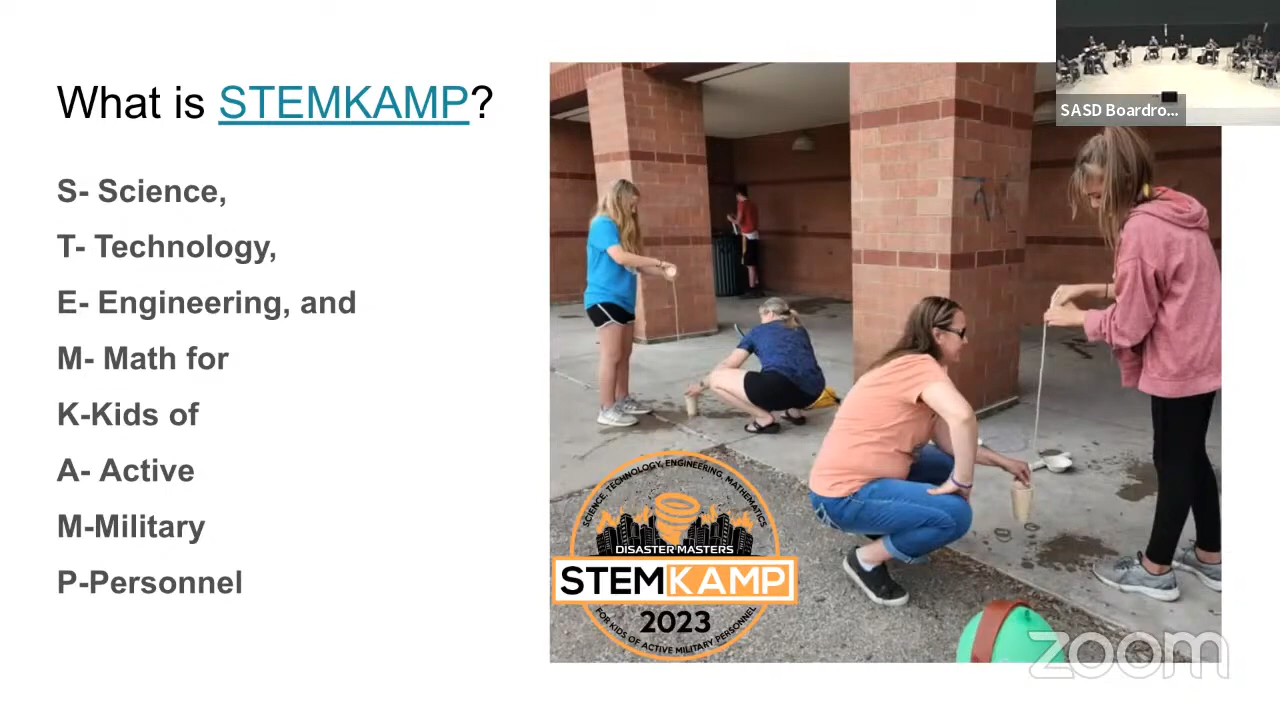 What is STEMKAMP?
S- Science,
T- Technology,
E- Engineering, and
M- Math for
K-Kids of
A- Active
M-Military
P-Personnel
SASD Boardro...
SCIENCE, TECHNOLOGY, ENGINEERING, MATHEMATICS
DISASTER MASTERS
STEMKAMP
2023
FOR KIDS OF ACTIVE MILITARY PERSONNEL
zoom